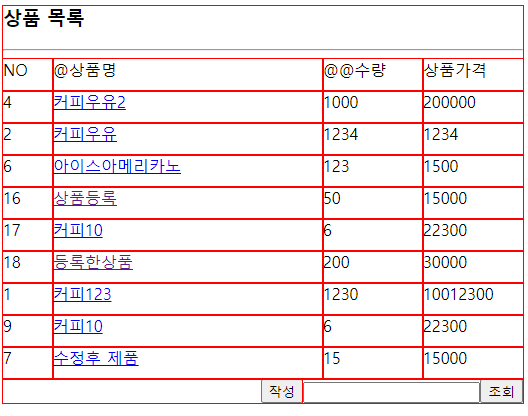 상품 목록
NO @상품명 @@수량 상품가격
4 커피우유2 1000 200000
2 커피우유 1234 1234
6 아이스아메리카노 123 1500
16 상품등록 50 15000
17 커피10 6 22300
18 등록한상품 200 30000
1 커피123 1230 10012300
9 커피10 6 22300
7 수정후 제품 15 15000
작성 조회